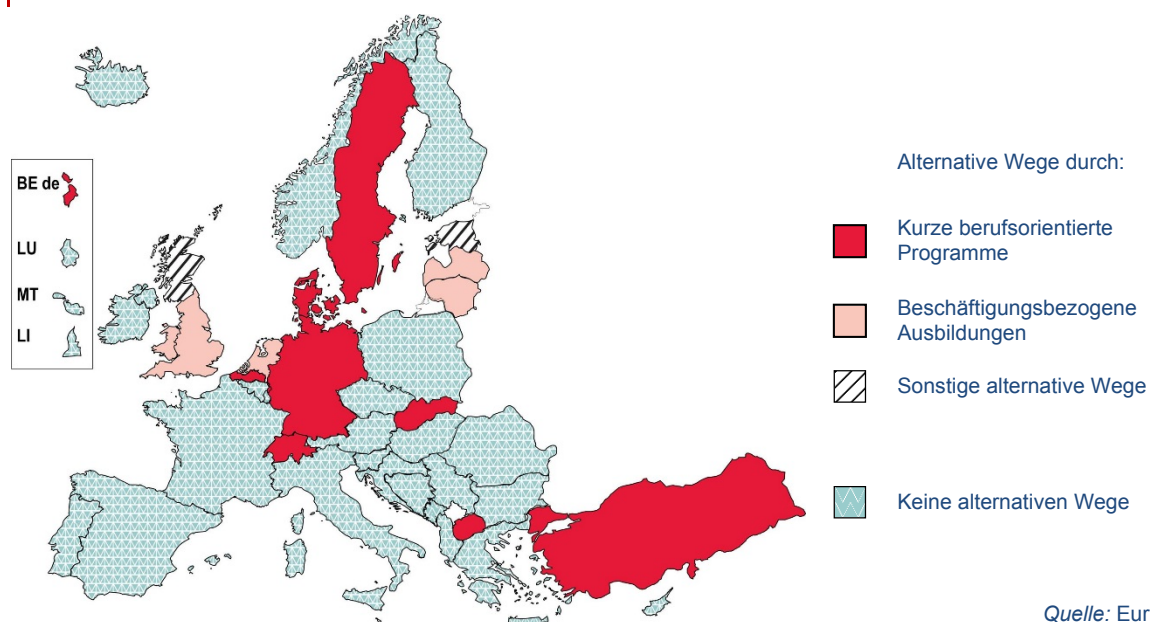 BE de
LU
MT
LI
Alternative Wege durch:
Kurze berufsorientierte
Programme
Beschäftigungsbezogene
Ausbildungen
Sonstige alternative Wege
Keine alternativen Wege
Quelle: Eur